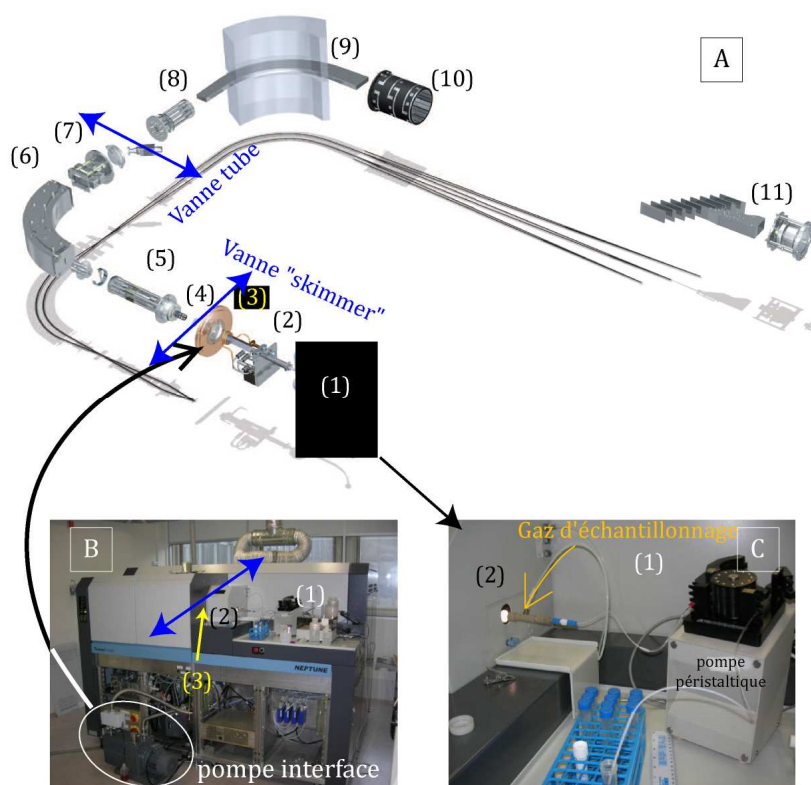 A
(9)
(8)
(10)
(7)
(6)
Vanne tube
(11)
(5)
Vanne "skimmer"
(4)
(3)
(2)
(1)
B
(1)
(2)
NEPTUNE
(3)
pompe interface
Gaz d'échantillonnage
C
(1)
(2)
pompe
péristaltique